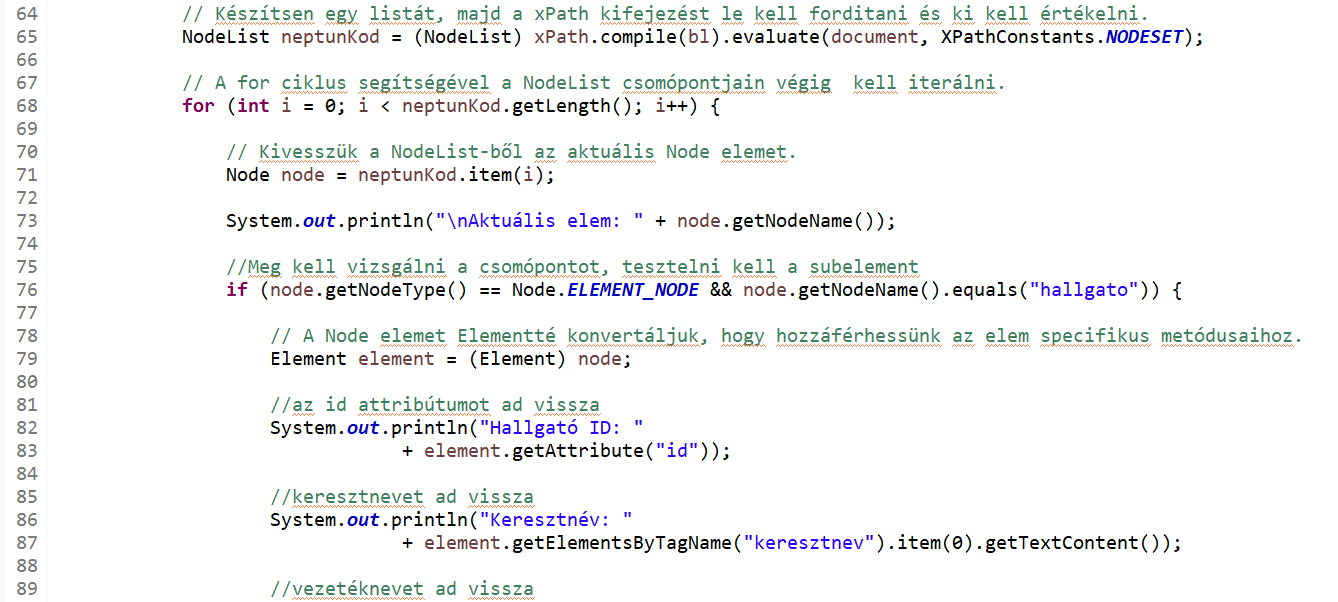 64 // Készítsen egy listát, majd a xPath kifejezést le kell forditani és ki kell értékelni.
65 NodeList neptunKod = (NodeList) xPath.compile(bl).evaluate(document, XPathConstants.NODESET);
66
67 // A for ciklus segítségével a NodeList csomópontjain végig  kell iterálni.
68 for (int i = 0; i < neptunKod.getLength(); i++) {
69
70 // Kivesszük a NodeList-ből az aktuális Node elemet.
71 Node node = neptunKod.item(i);
72
73 System.out.println("\nAktuális elem: " + node.getNodeName());
74
75 //Meg kell vizsgálni a csomópontot, tesztelni kell a subelement
76 if (node.getNodeType() == Node.ELEMENT_NODE && node.getNodeName().equals("hallgato")) {
77
78 // A Node elemet Elementté konvertáljuk, hogy hozzáférhessünk az elem specifikus metódusaihoz.
79 Element element = (Element) node;
80
81 //az id attribútumot ad vissza
82 System.out.println("Hallgató ID: "
83 + element.getAttribute("id"));
84
85 //keresztnevet ad vissza
86 System.out.println("Keresztnév: "
87 + element.getElementsByTagName("keresztnev").item(0).getTextContent());
88
89 //vezetéknevet ad vissza